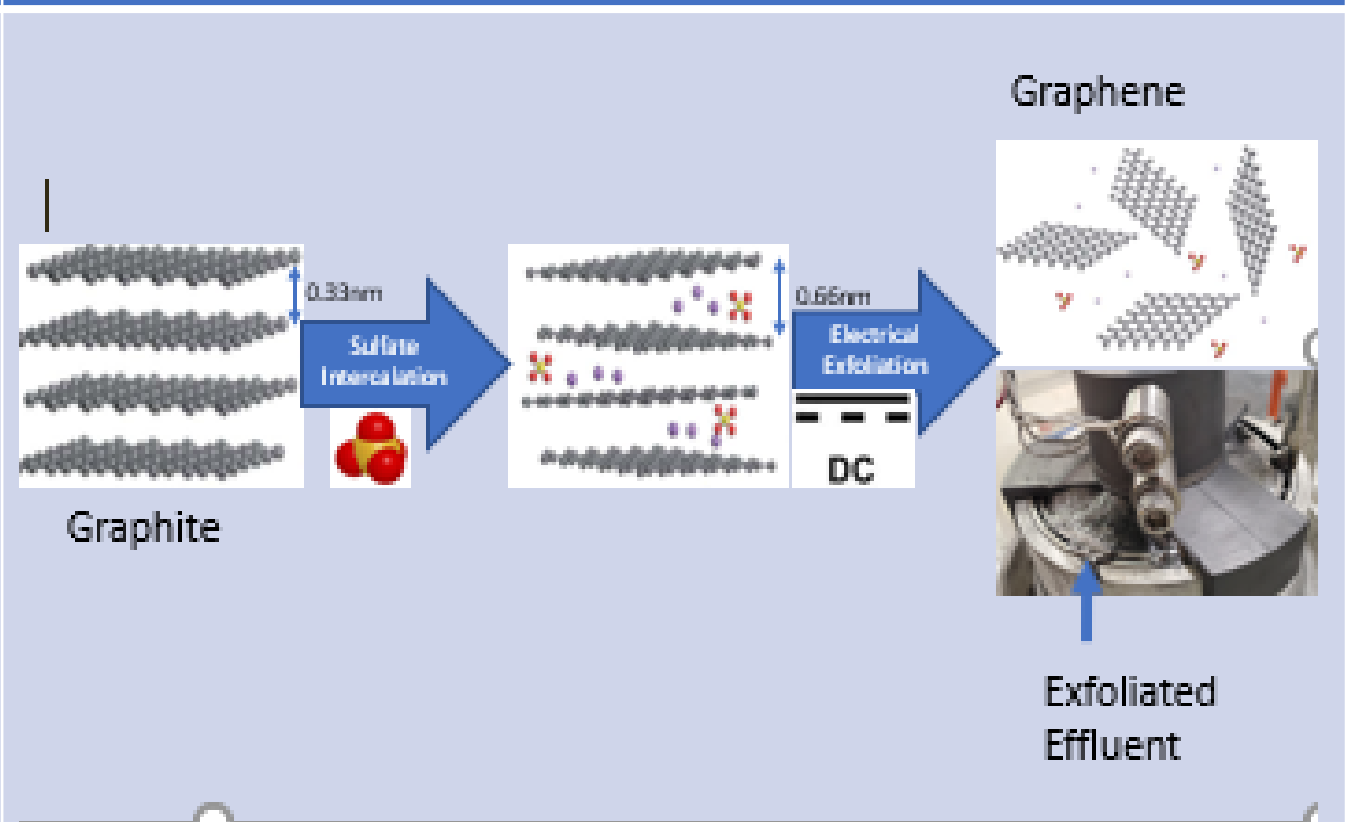 Graphene
0.33nm
Sulfate
Intercalation
0.66nm
Electrical
Exfoliation
DC
Graphite
Exfoliated
Effluent